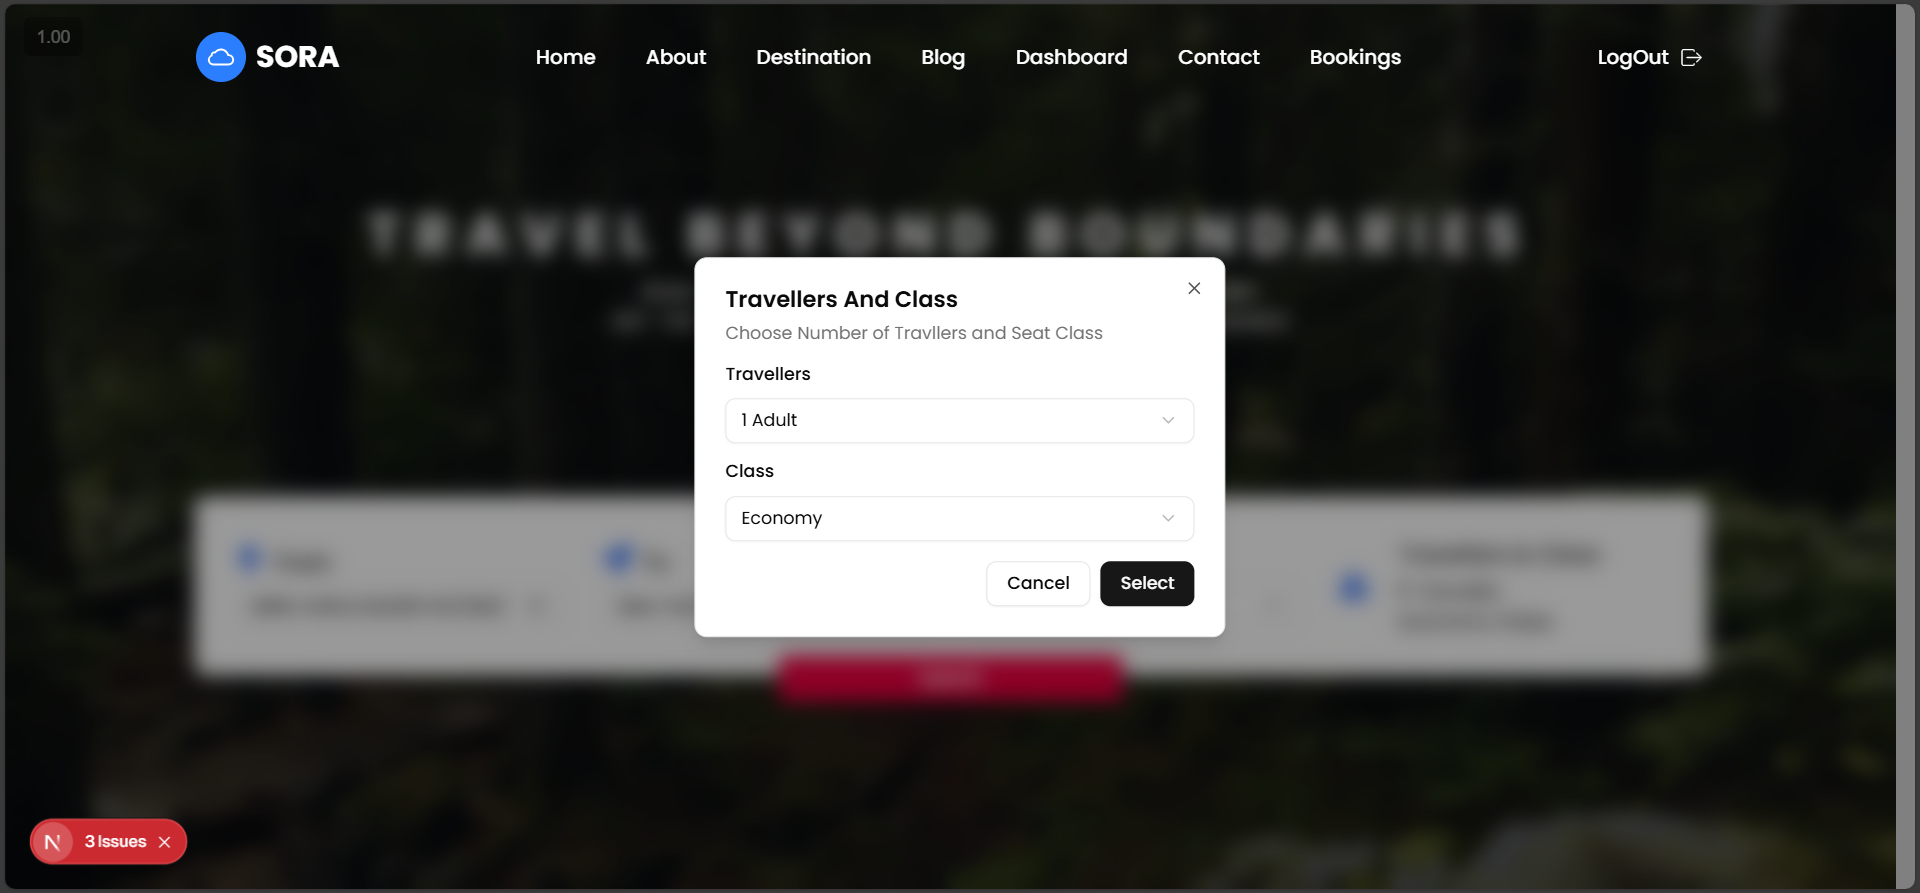 1.00
SORA
Home About Destination Blog Dashboard Contact Bookings
LogOut
TRAVEL BEYOND BOUNDARIES
Travellers And Class
Choose Number of Travllers and Seat Class
Travellers
1 Adult
Class
Economy
Cancel Select
N 3 Issues